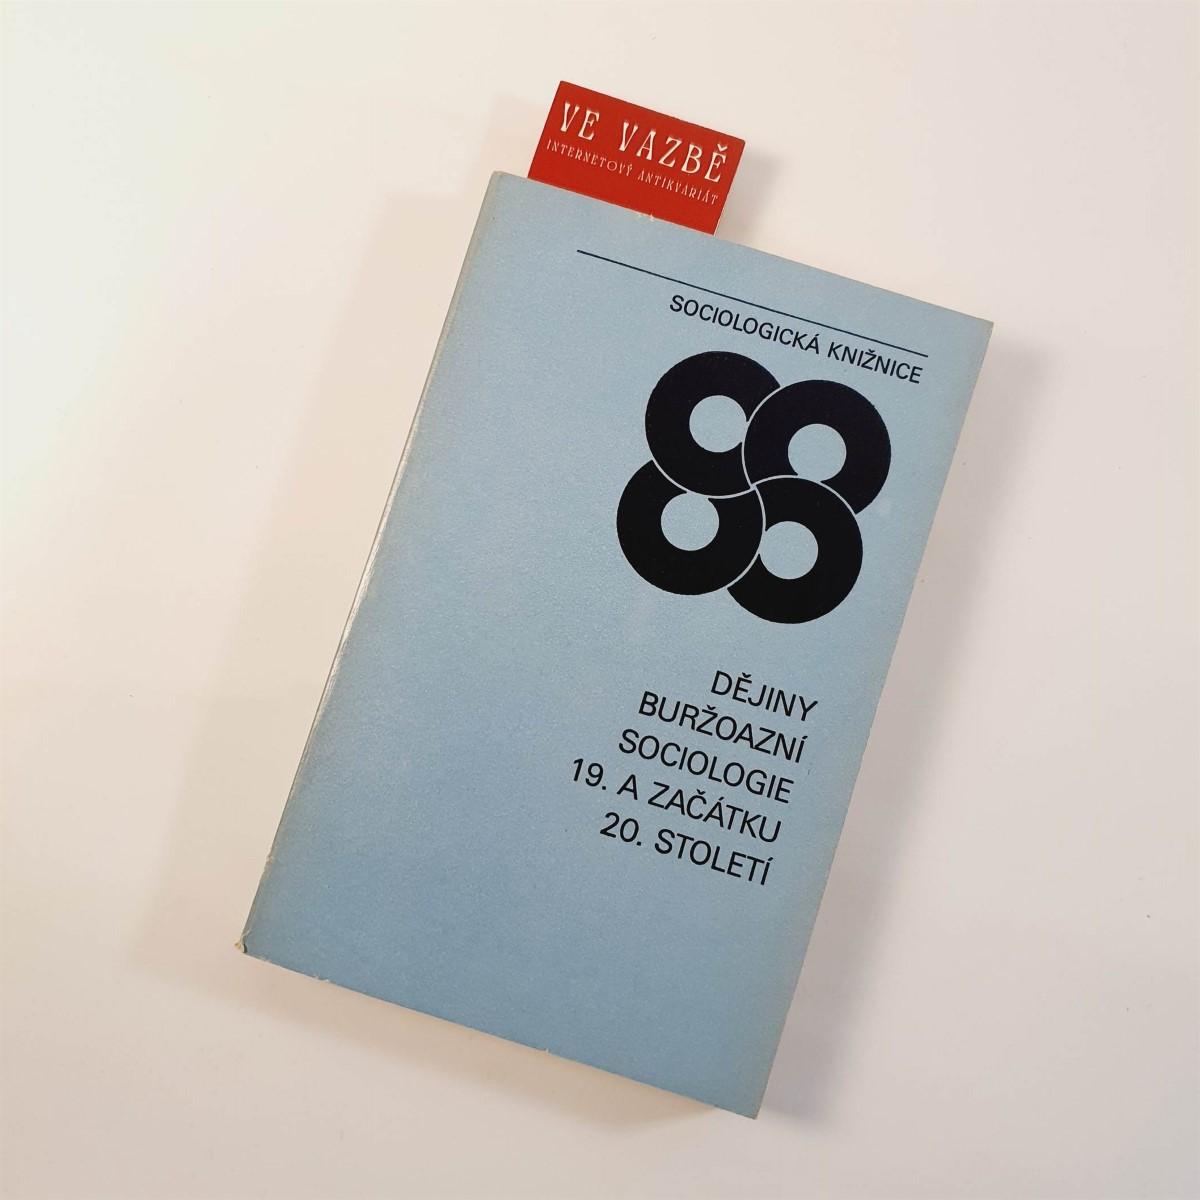 VE VAZBĚ
INTERNETOVÝ ANTIKVARIÁT
SOCIOLOGICKÁ KNIŽNICE
DĚJINY
BURŽOAZNÍ
SOCIOLOGIE
19. A ZAČÁTKU
20. STOLETÍ